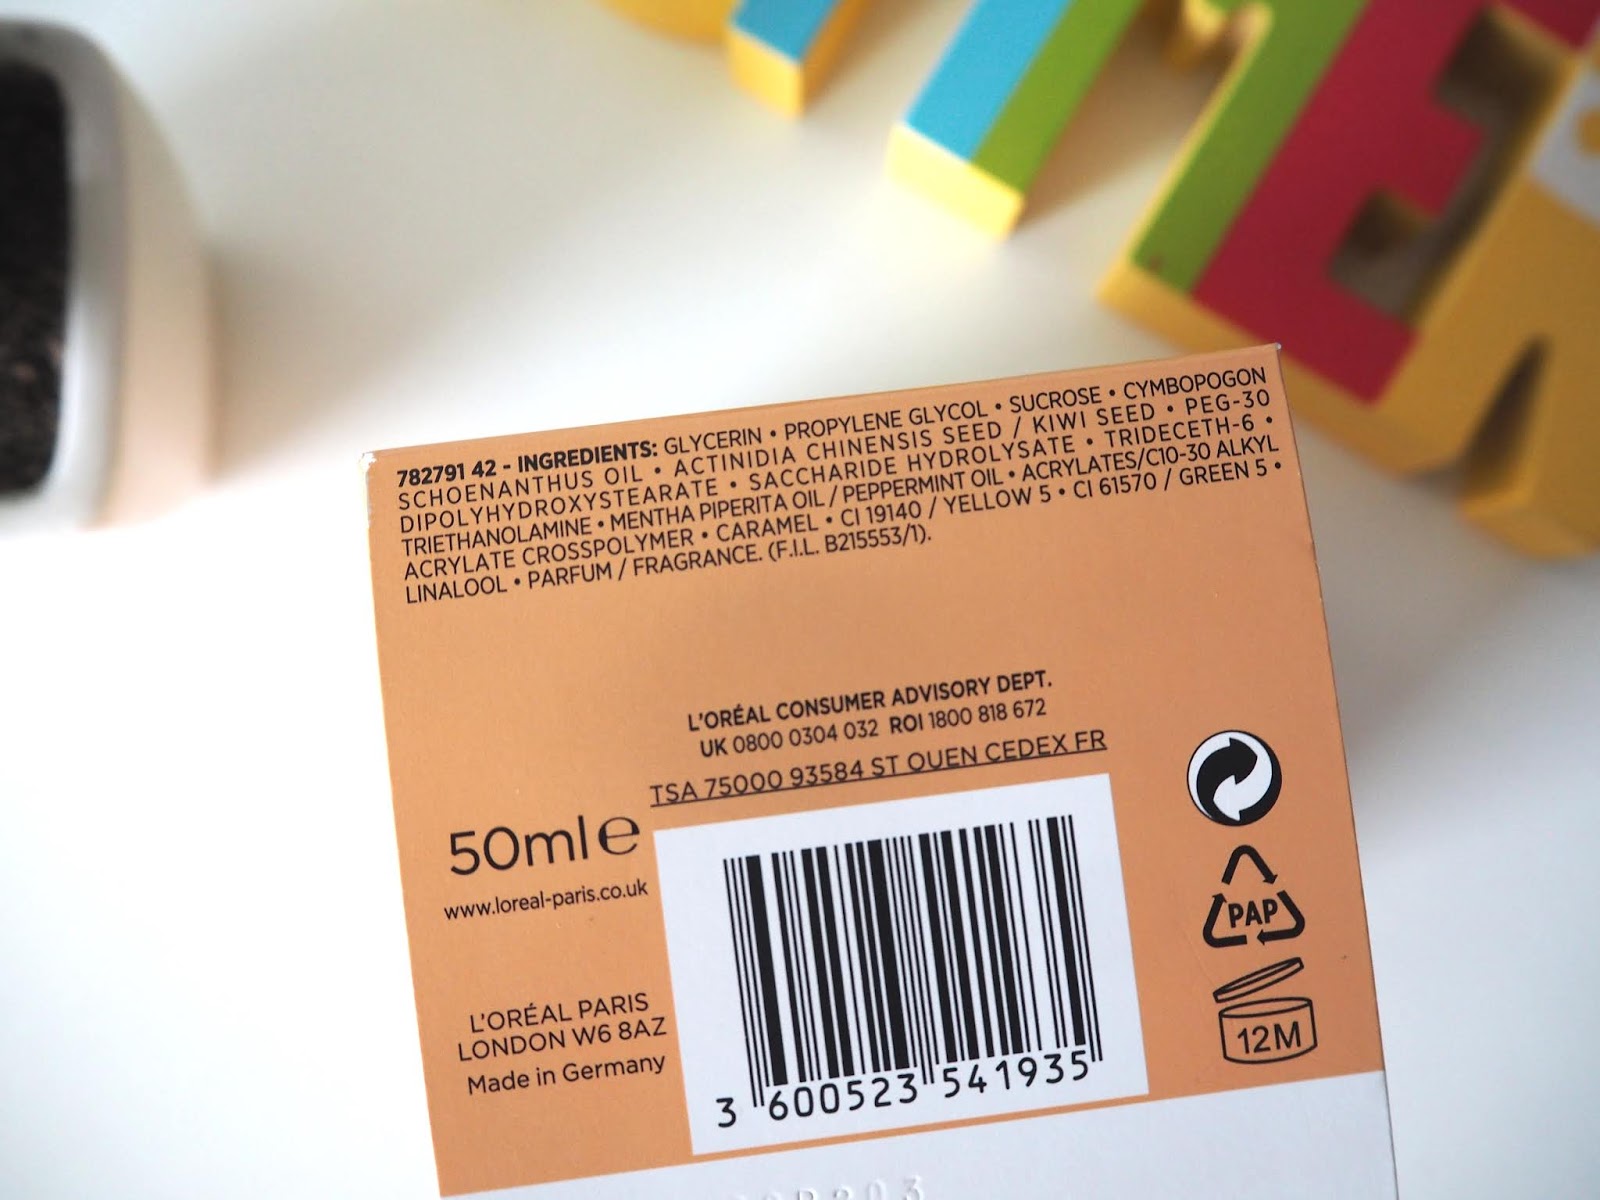 782791 42 - INGREDIENTS: GLYCERIN • PROPYLENE GLYCOL • SUCROSE • CYMBOPOGON
SCHOENANTHUS OIL • ACTINIDIA CHINENSIS SEED / KIWI SEED • PEG-30
DIPOLYHYDROXYSTEARATE • SACCHARIDE HYDROLYSATE • TRIDECETH-6 •
TRIETHANOLAMINE • MENTHA PIPERITA OIL / PEPPERMINT OIL • ACRYLATES/C10-30 ALKYL
ACRYLATE CROSSPOLYMER • CARAMEL • CI 19140 / YELLOW 5 • CI 61570 / GREEN 5 •
LINALOOL • PARFUM / FRAGRANCE. (F.I.L. B215553/1).
L'ORÉAL CONSUMER ADVISORY DEPT.
UK 0800 0304 032 ROI 1800 818 672
TSA 75000 93584 ST OUEN CEDEX FR
50ml e
www.loreal-paris.co.uk
L'ORÉAL PARIS
LONDON W6 8AZ
Made in Germany
3 600523 541935
PAP
12M